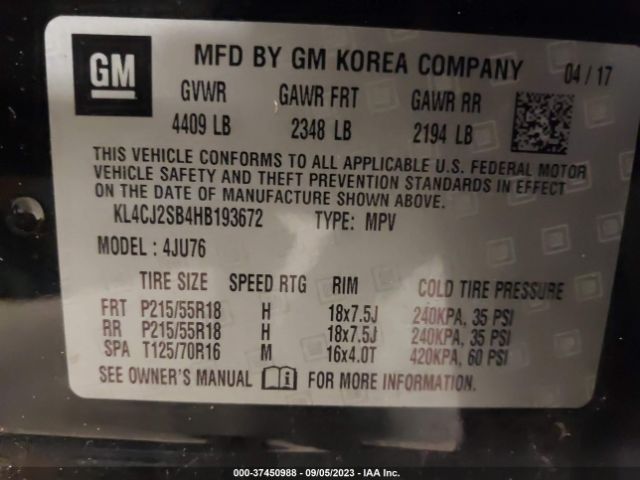 GM MFD BY GM KOREA COMPANY 04 / 17
GVWR GAWR FRT GAWR RR
4409 LB 2348 LB 2194 LB
THIS VEHICLE CONFORMS TO ALL APPLICABLE U.S. FEDERAL MOTOR
VEHICLE SAFETY AND THEFT PREVENTION STANDARDS IN EFFECT
ON THE DATE OF MANUFACTURE SHOWN ABOVE.
KL4CJ2SB4HB193672 TYPE: MPV
MODEL : 4JU76
TIRE SIZE SPEED RTG RIM COLD TIRE PRESSURE
FRT P215/55R18 H 18x7.5J 240KPA, 35 PSI
RR P215/55R18 H 18x7.5J 240KPA, 35 PSI
SPA T125/70R16 M 16x4.0T 420KPA, 60 PSI
SEE OWNER'S MANUAL i FOR MORE INFORMATION.
000-37450988 - 09/05/2023 - IAA Inc.